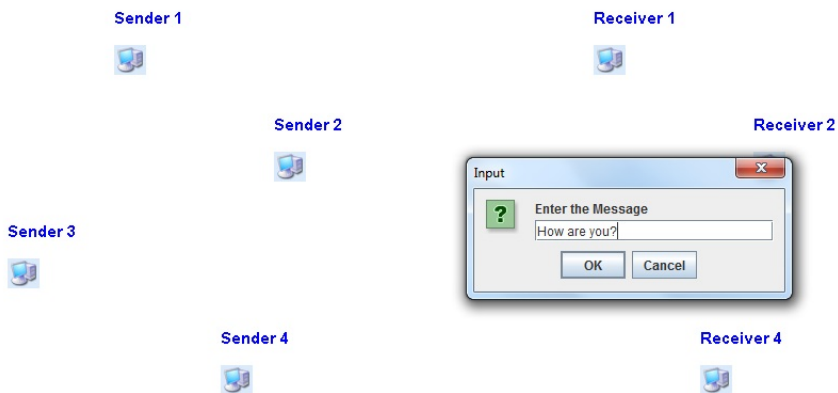 Sender 1
Receiver 1
Sender 2
Receiver 2
Input
Enter the Message
How are you?
OK
Cancel
Sender 3
Sender 4
Receiver 4